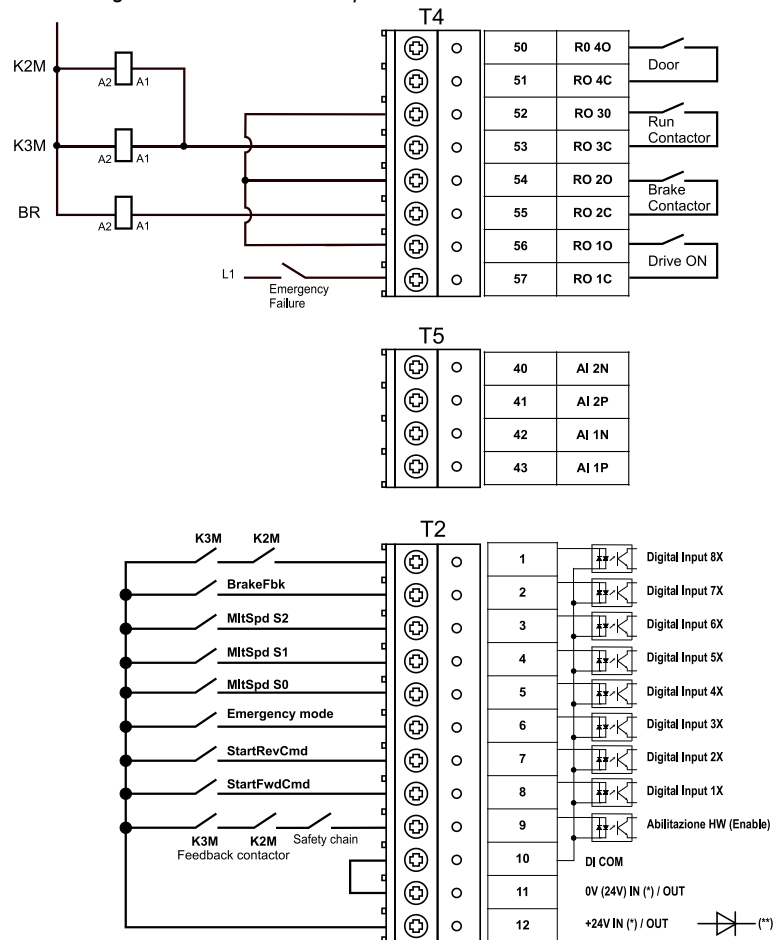 T4
K2M A2 A1 50 R0 4O Door
51 RO 4C
52 RO 30 Run
K3M A2 A1 53 RO 3C Contactor
54 RO 2O Brake
BR A2 A1 55 RO 2C Contactor
56 RO 1O Drive ON
L1 Emergency Failure 57 RO 1C
T5
40 AI 2N
41 AI 2P
42 AI 1N
43 AI 1P
T2
K3M K2M 1 Digital Input 8X
BrakeFbk 2 Digital Input 7X
MltSpd S2 3 Digital Input 6X
MltSpd S1 4 Digital Input 5X
MltSpd S0 5 Digital Input 4X
Emergency mode 6 Digital Input 3X
StartRevCmd 7 Digital Input 2X
StartFwdCmd 8 Digital Input 1X
K3M K2M Safety chain 9 Abilitazione HW (Enable)
Feedback contactor
10 DI COM
11 0V (24V) IN (*) / OUT
12 +24V IN (*) / OUT (**)